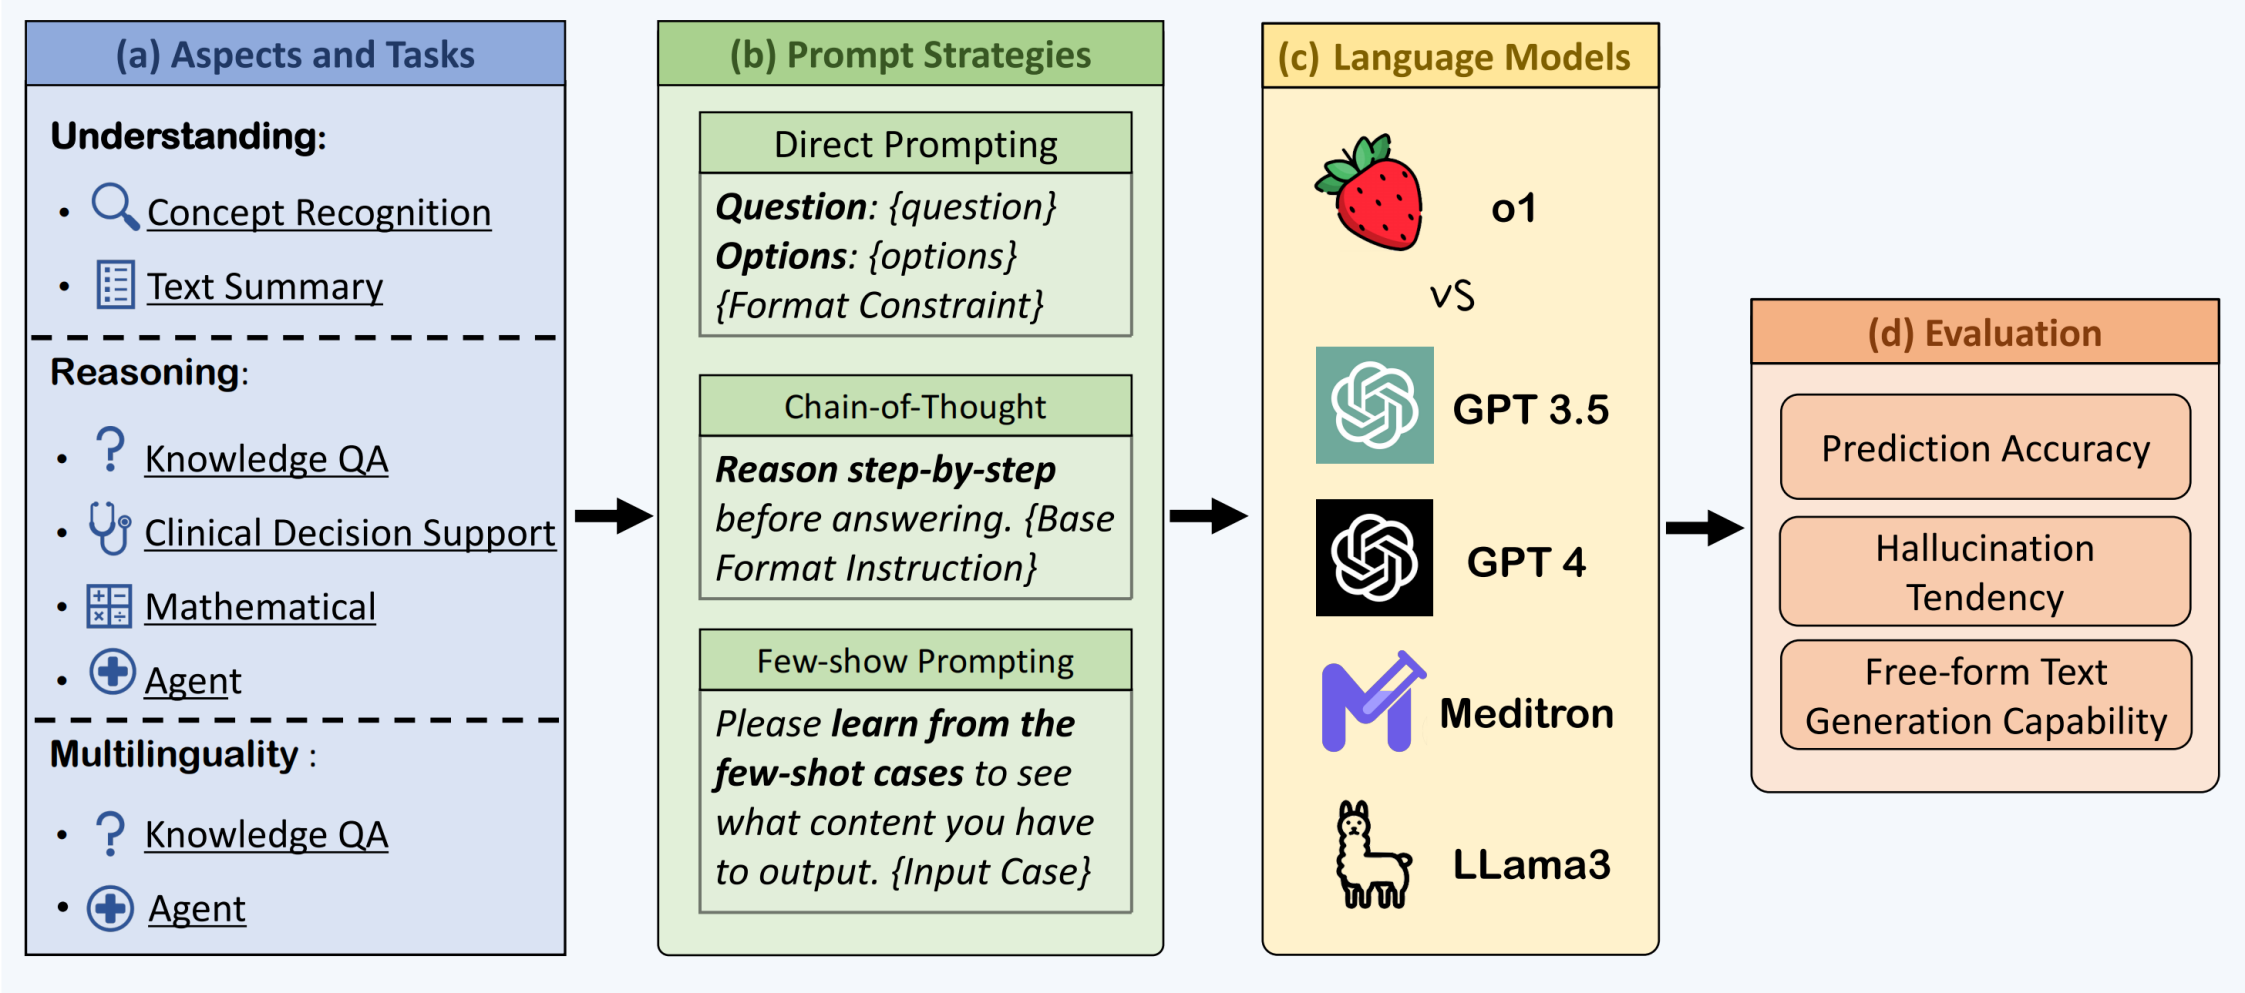 (a) Aspects and Tasks
Understanding:
• Concept Recognition
• Text Summary
Reasoning:
• Knowledge QA
• Clinical Decision Support
• Mathematical
• Agent
Multilinguality :
• Knowledge QA
• Agent
(b) Prompt Strategies
Direct Prompting
Question: {question}
Options: {options}
{Format Constraint}
Chain-of-Thought
Reason step-by-step
before answering. {Base
Format Instruction}
Few-show Prompting
Please learn from the
few-shot cases to see
what content you have
to output. {Input Case}
(c) Language Models
o1
vs
GPT 3.5
GPT 4
Meditron
LLama3
(d) Evaluation
Prediction Accuracy
Hallucination
Tendency
Free-form Text
Generation Capability